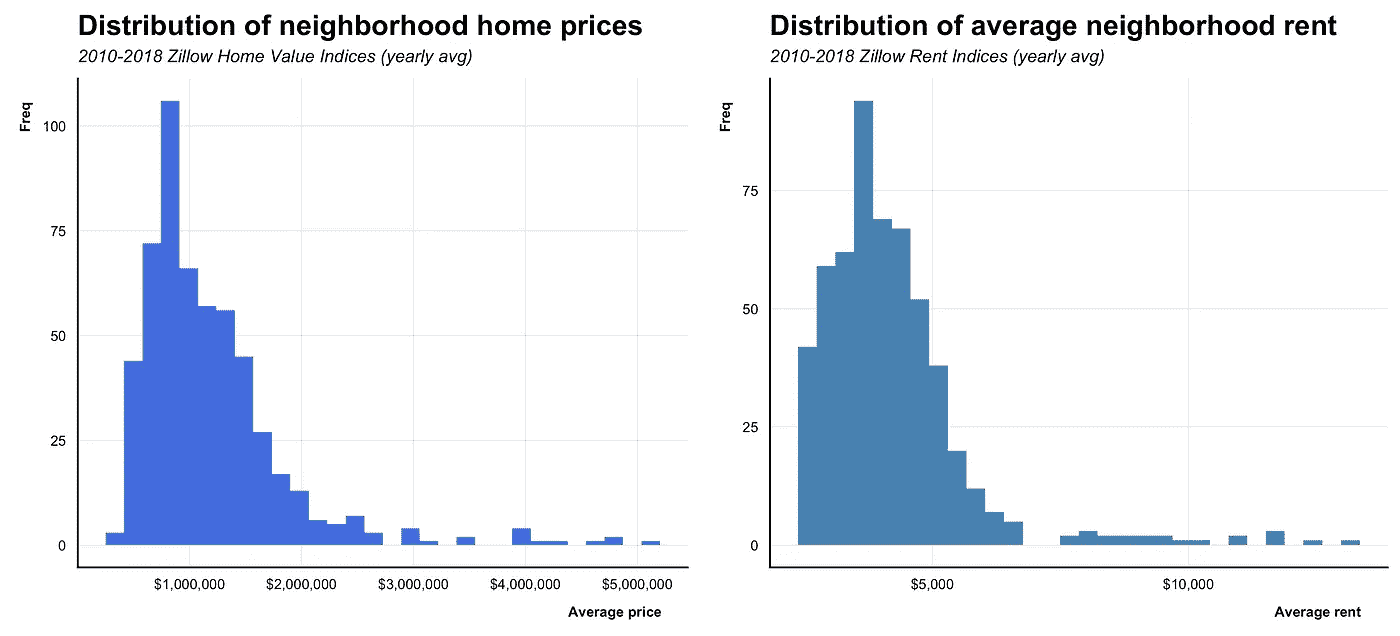 Distribution of neighborhood home prices
2010-2018 Zillow Home Value Indices (yearly avg)
Freq
100
75
50
25
0
$1,000,000 $2,000,000 $3,000,000 $4,000,000 $5,000,000
Average price
Distribution of average neighborhood rent
2010-2018 Zillow Rent Indices (yearly avg)
Freq
75
50
25
0
$5,000 $10,000
Average rent